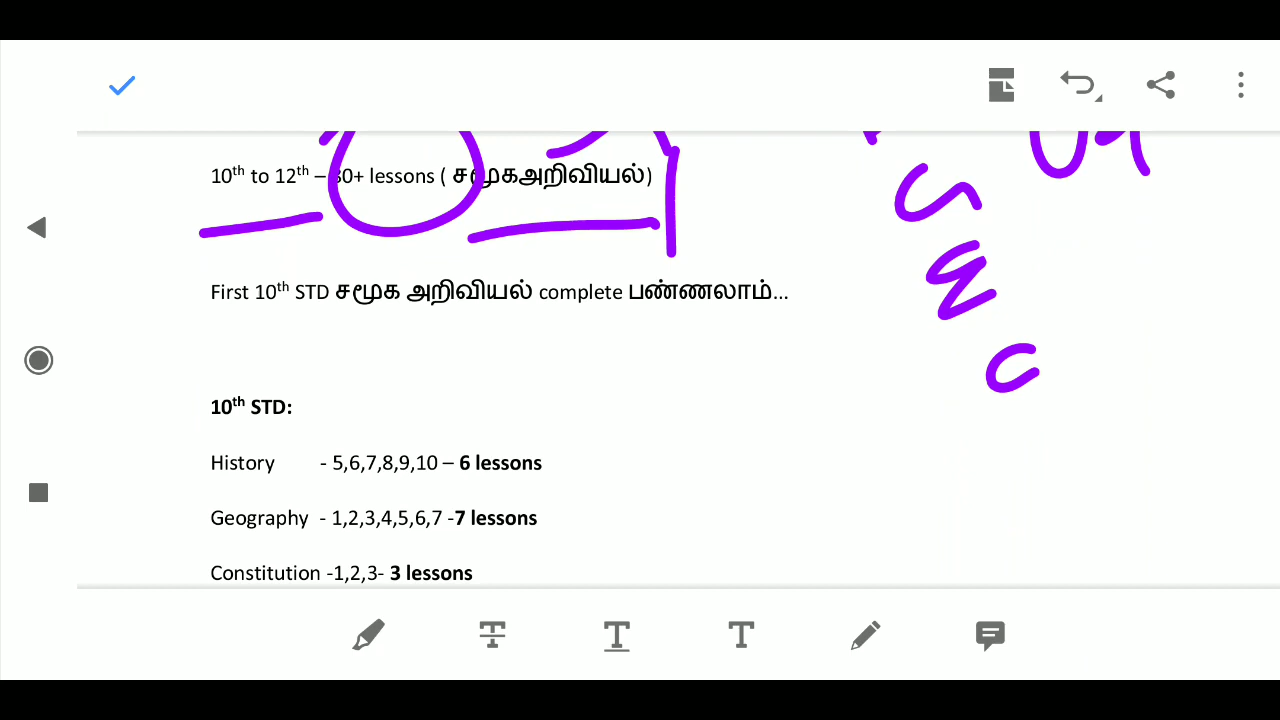 10th to 12th – 80+ lessons ( சமூகஅறிவியல்)
First 10th STD சமூக அறிவியல் complete பண்ணலாம்...
10th STD:
History - 5,6,7,8,9,10 – 6 lessons
Geography - 1,2,3,4,5,6,7 -7 lessons
Constitution -1,2,3- 3 lessons